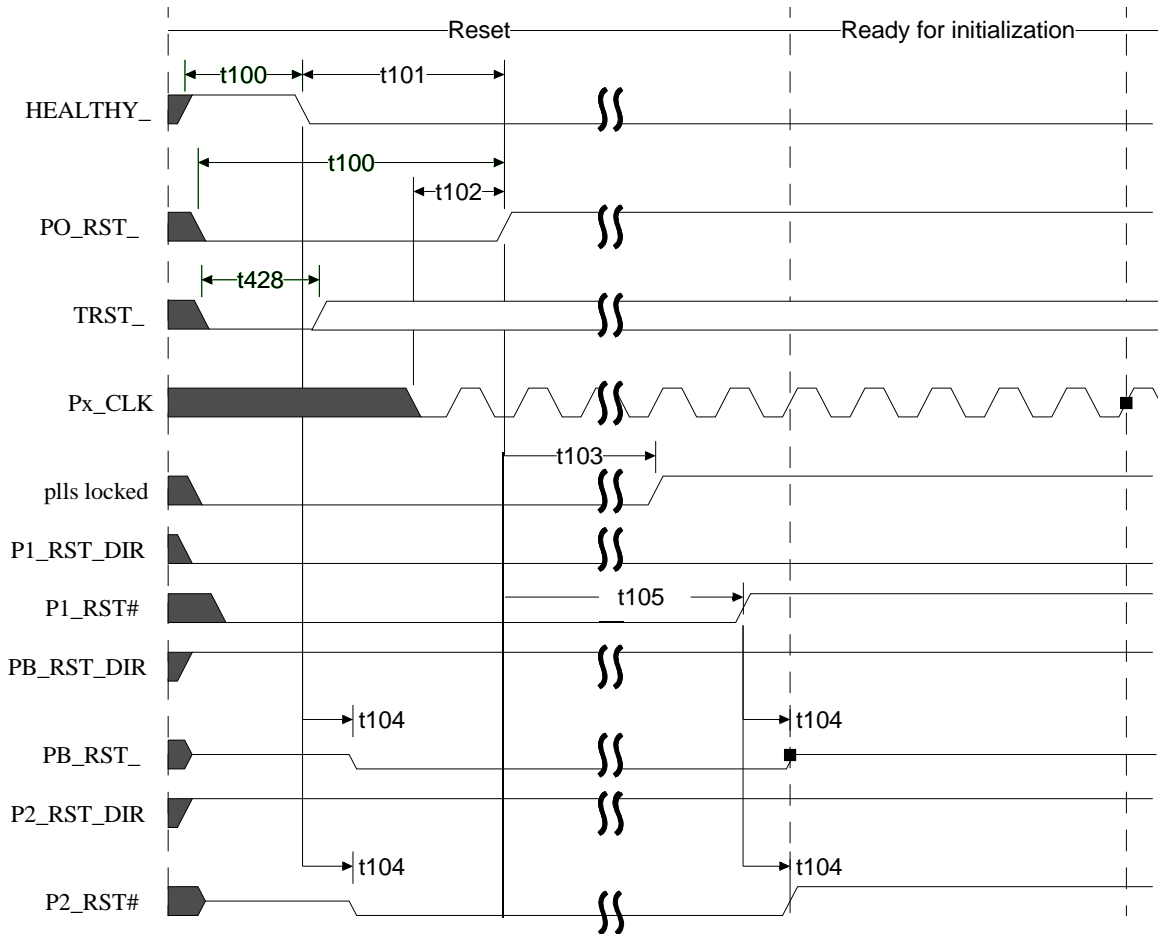 Reset
Ready for initialization
t100
t101
HEALTHY_
t100
t102
PO_RST_
t428
TRST_
Px_CLK
t103
plls locked
P1_RST_DIR
t105
P1_RST#
PB_RST_DIR
t104
t104
PB_RST_
P2_RST_DIR
t104
t104
P2_RST#